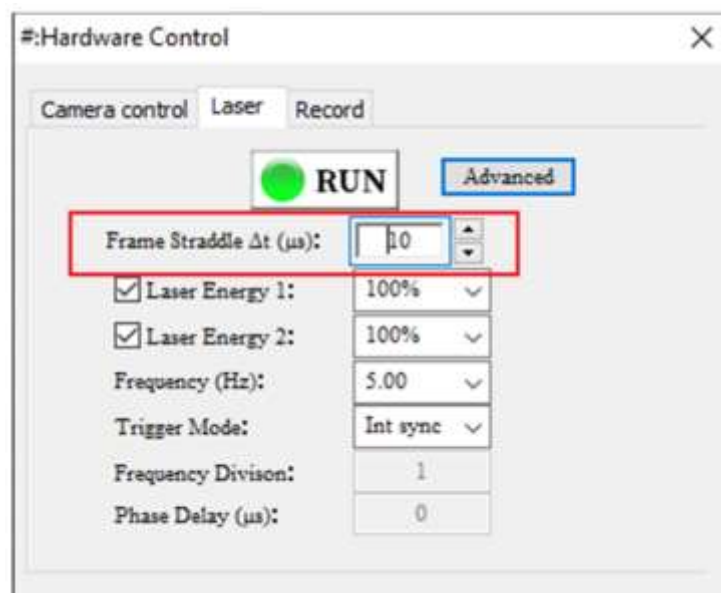 #:Hardware Control
Camera control Laser Record
RUN Advanced
Frame Straddle Δt (μs): 10
Laser Energy 1: 100%
Laser Energy 2: 100%
Frequency (Hz): 5.00
Trigger Mode: Int sync
Frequency Divison: 1
Phase Delay (μs): 0